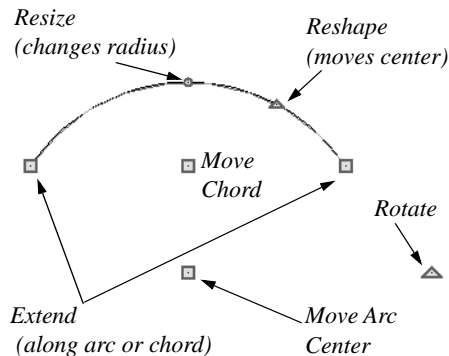 Resize
(changes radius)
Reshape
(moves center)
Move
Chord
Rotate
Extend
(along arc or chord)
Move Arc
Center